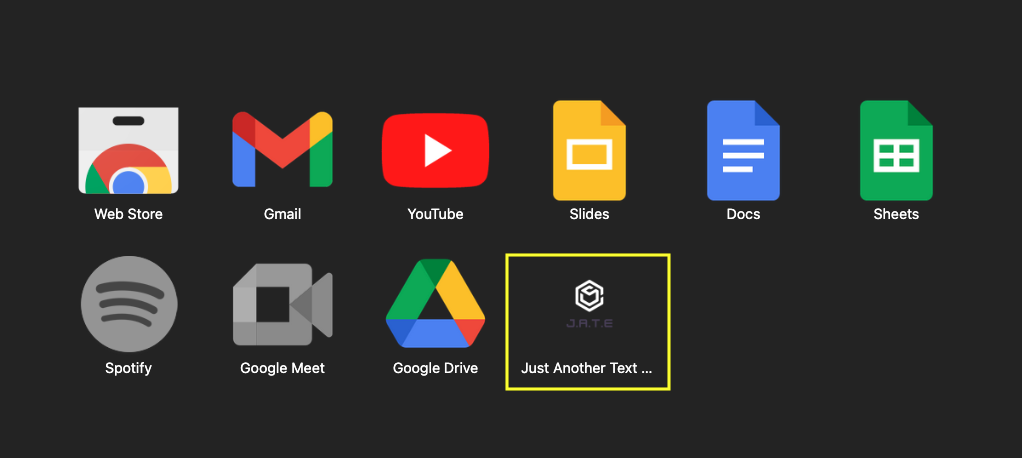 Web Store
Gmail
YouTube
Slides
Docs
Sheets
J.A.T.E
Spotify
Google Meet
Google Drive
Just Another Text ...